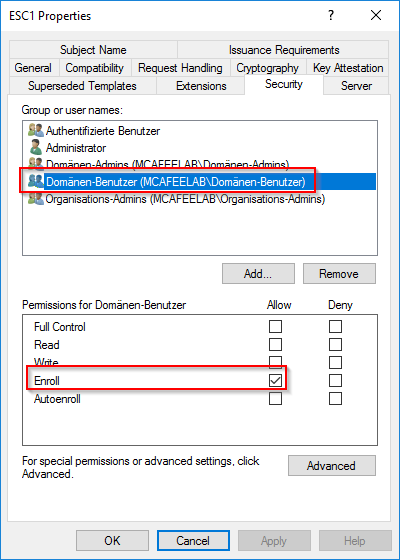 ESC1 Properties
?
Subject Name Issuance Requirements
General Compatibility Request Handling Cryptography Key Attestation
Superseded Templates Extensions Security Server
Group or user names:
Authentifizierte Benutzer
Administrator
Domänen-Admins (MCAFEELAB\Domänen-Admins)
Domänen-Benutzer (MCAFEELAB\Domänen-Benutzer)
Organisations-Admins (MCAFEELAB\Organisations-Admins)
Add... Remove
Permissions for Domänen-Benutzer Allow Deny
Full Control
Read
Write
Enroll
Autoenroll
For special permissions or advanced settings, click
Advanced.
Advanced
OK Cancel Apply Help